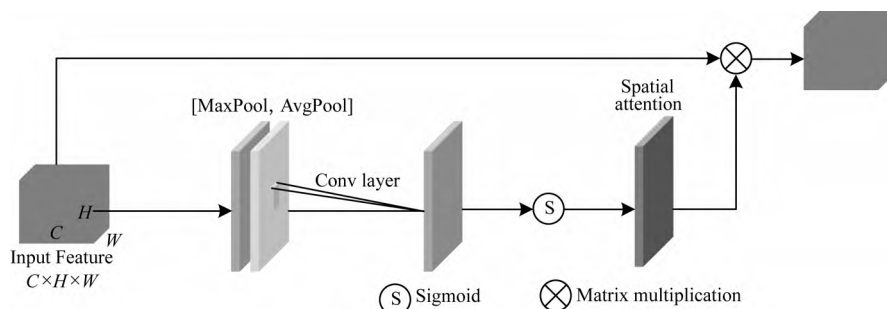 Spatial
attention
[MaxPool, AvgPool]
Conv layer
H
C
W
S
Input Feature
C×H×W
S Sigmoid
Matrix multiplication